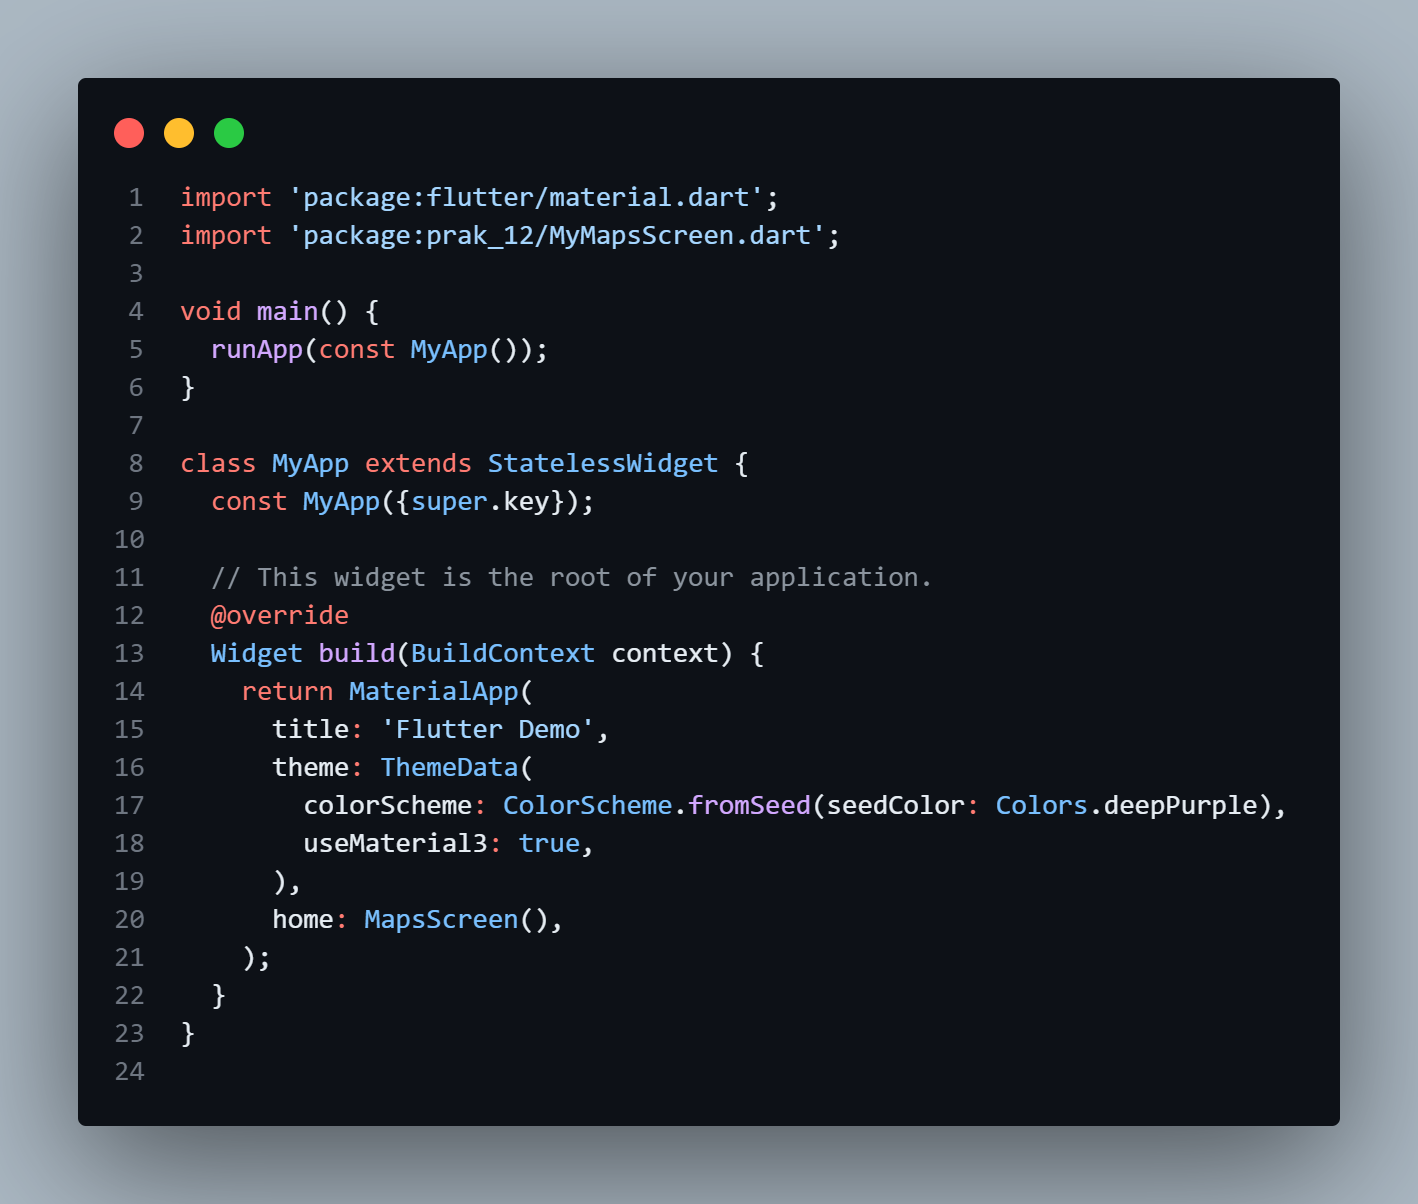 1 import 'package:flutter/material.dart';
2 import 'package:prak_12/MyMapsScreen.dart';
3
4 void main() {
5   runApp(const MyApp());
6 }
7
8 class MyApp extends StatelessWidget {
9   const MyApp({super.key});
10
11   // This widget is the root of your application.
12   @override
13   Widget build(BuildContext context) {
14     return MaterialApp(
15       title: 'Flutter Demo',
16       theme: ThemeData(
17         colorScheme: ColorScheme.fromSeed(seedColor: Colors.deepPurple),
18         useMaterial3: true,
19       ),
20       home: MapsScreen(),
21     );
22   }
23 }
24